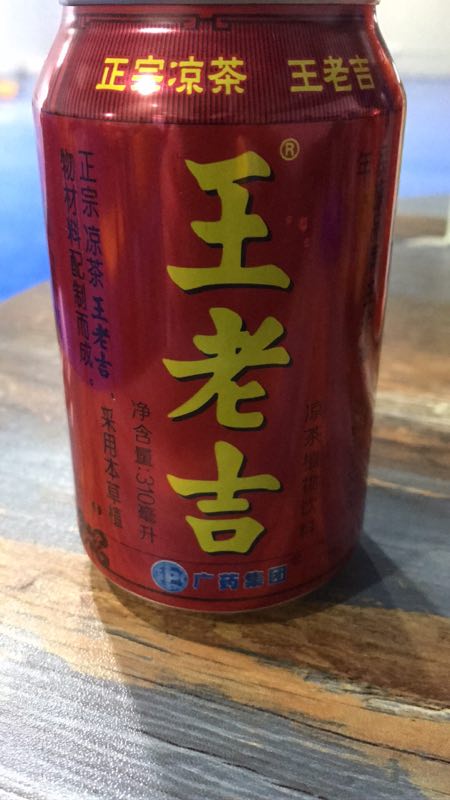 正宗凉茶 王老吉
王老吉®
正宗凉茶王老吉，采用本草植
物材料配制而成。
净含量:310毫升
凉茶植物饮料
年
广药集团